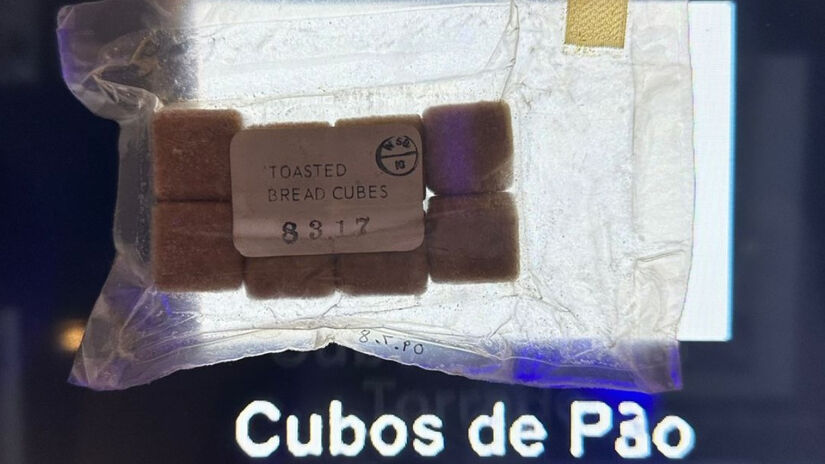 TOASTED
BREAD CUBES
8317
Cubos de Pão